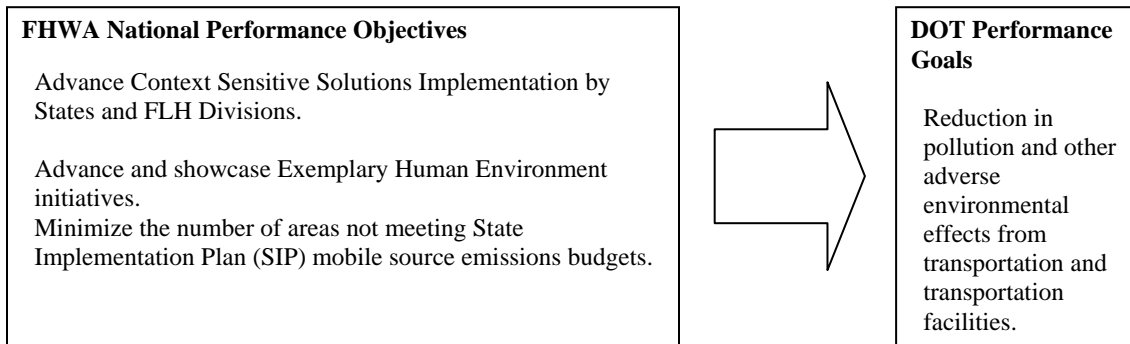 FHWA National Performance Objectives
Advance Context Sensitive Solutions Implementation by
States and FLH Divisions.
Advance and showcase Exemplary Human Environment
initiatives.
Minimize the number of areas not meeting State
Implementation Plan (SIP) mobile source emissions budgets.
DOT Performance
Goals
Reduction in
pollution and other
adverse
environmental
effects from
transportation and
transportation
facilities.